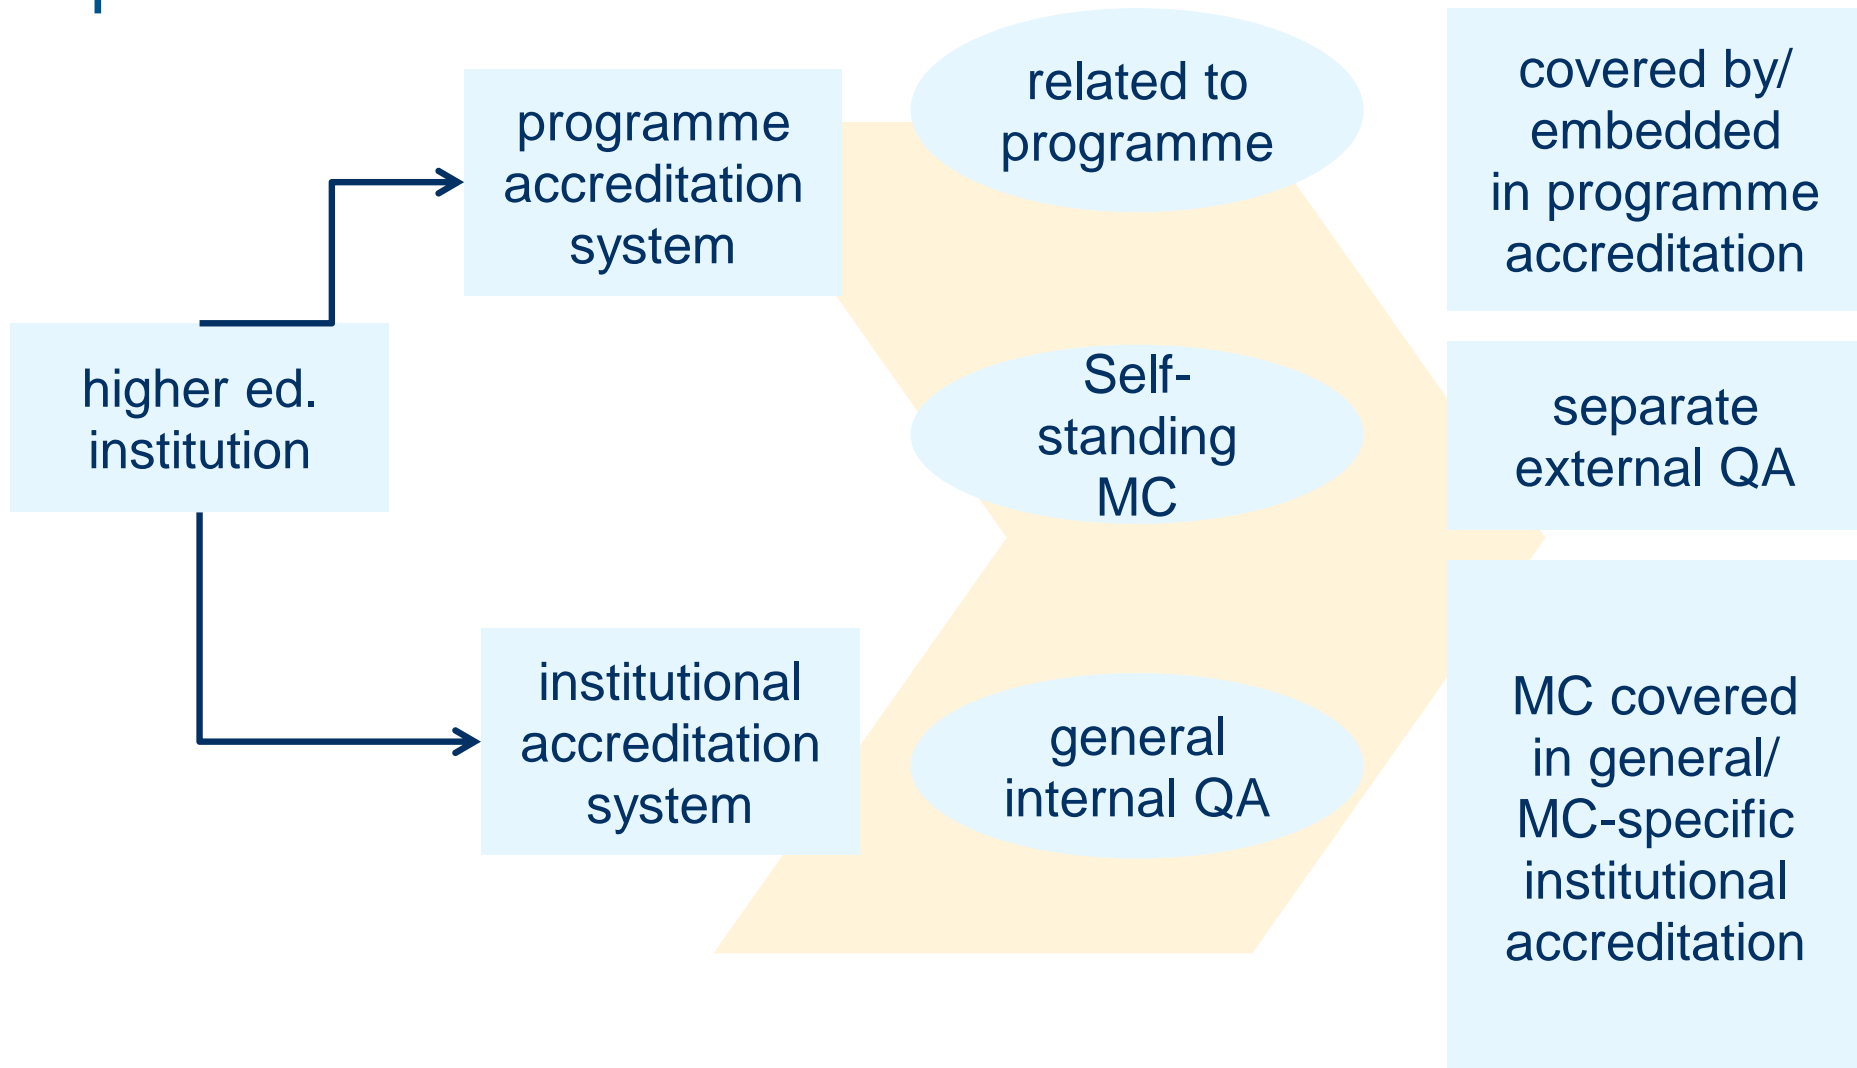 higher ed.
institution
programme
accreditation
system
institutional
accreditation
system
related to
programme
Self-
standing
MC
general
internal QA
covered by/
embedded
in programme
accreditation
separate
external QA
MC covered
in general/
MC-specific
institutional
accreditation